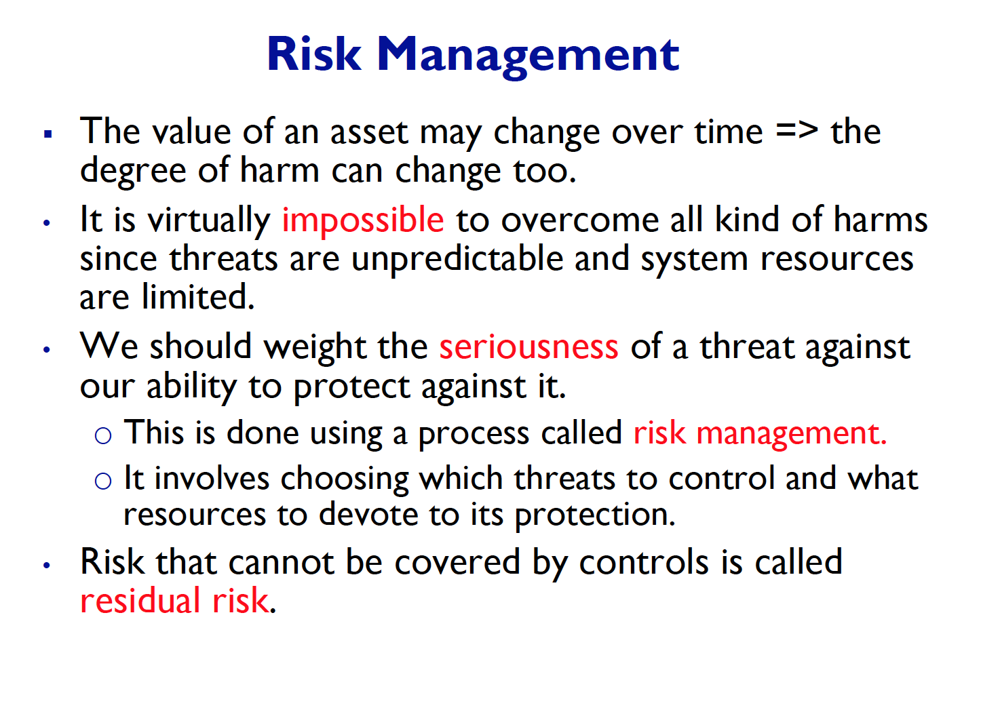 Risk Management
▪ The value of an asset may change over time => the
degree of harm can change too.
• It is virtually impossible to overcome all kind of harms
since threats are unpredictable and system resources
are limited.
• We should weight the seriousness of a threat against
our ability to protect against it.
○ This is done using a process called risk management.
○ It involves choosing which threats to control and what
resources to devote to its protection.
• Risk that cannot be covered by controls is called
residual risk.